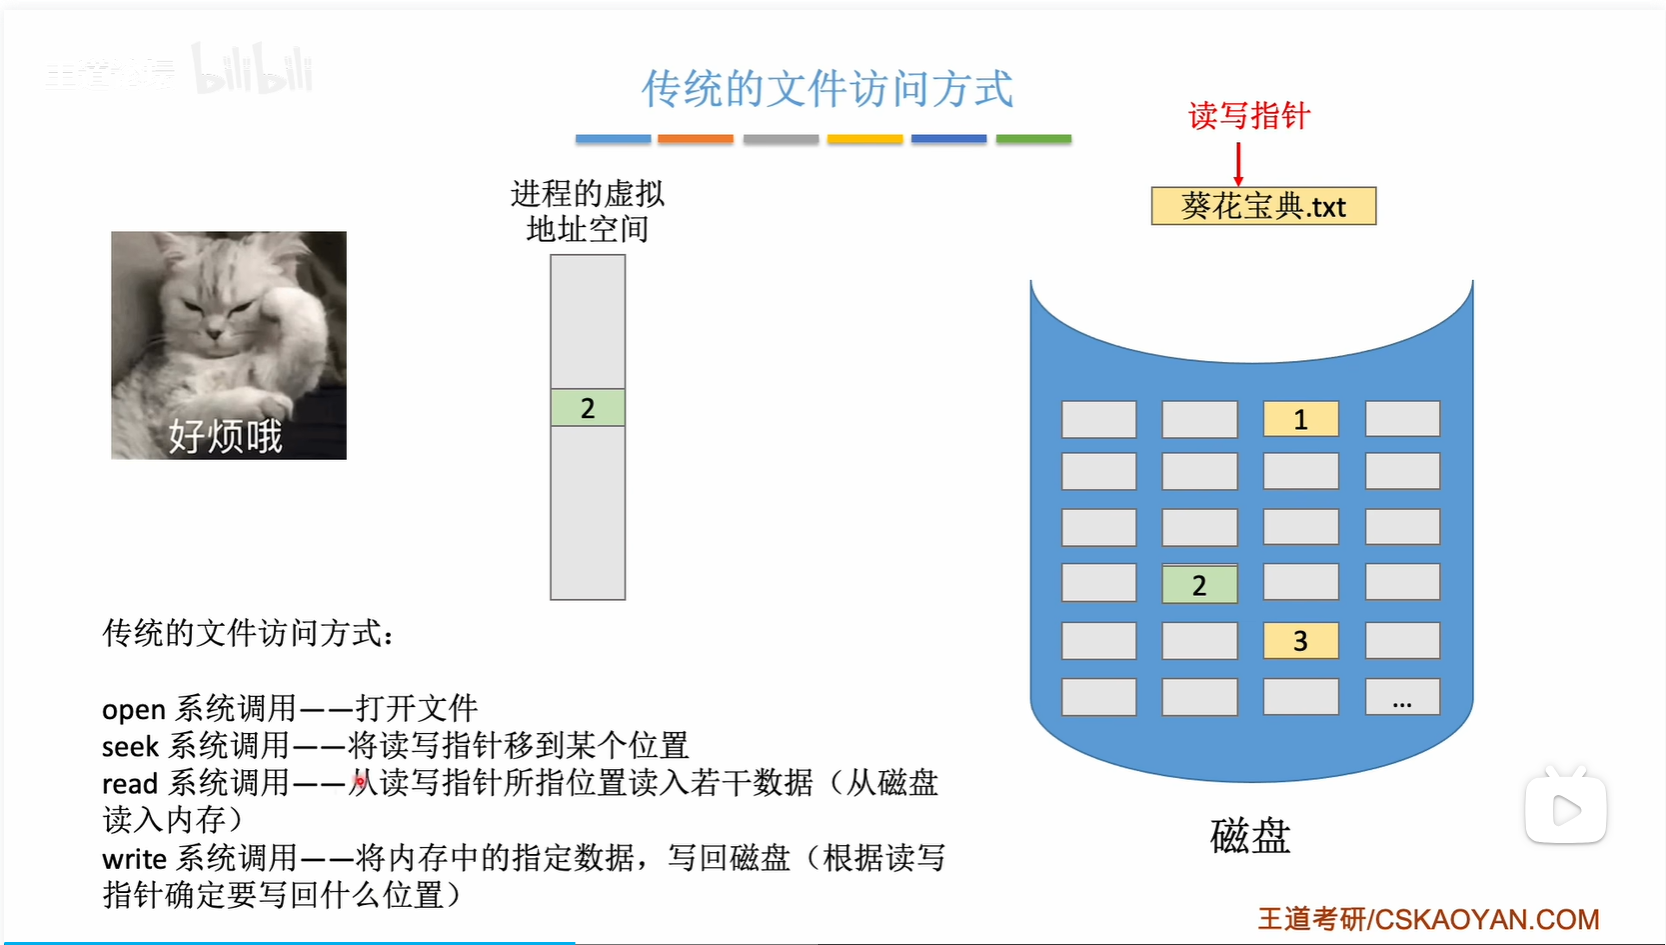 王道论坛 bilibili
传统的文件访问方式
读写指针
葵花宝典.txt
进程的虚拟
地址空间
2
好烦哦
1
2
3
...
磁盘
传统的文件访问方式：
open 系统调用——打开文件
seek 系统调用——将读写指针移到某个位置
read 系统调用——从读写指针所指位置读入若干数据（从磁盘
读入内存）
write 系统调用——将内存中的指定数据，写回磁盘（根据读写
指针确定要写回什么位置）
王道考研/CSKAOYAN.COM